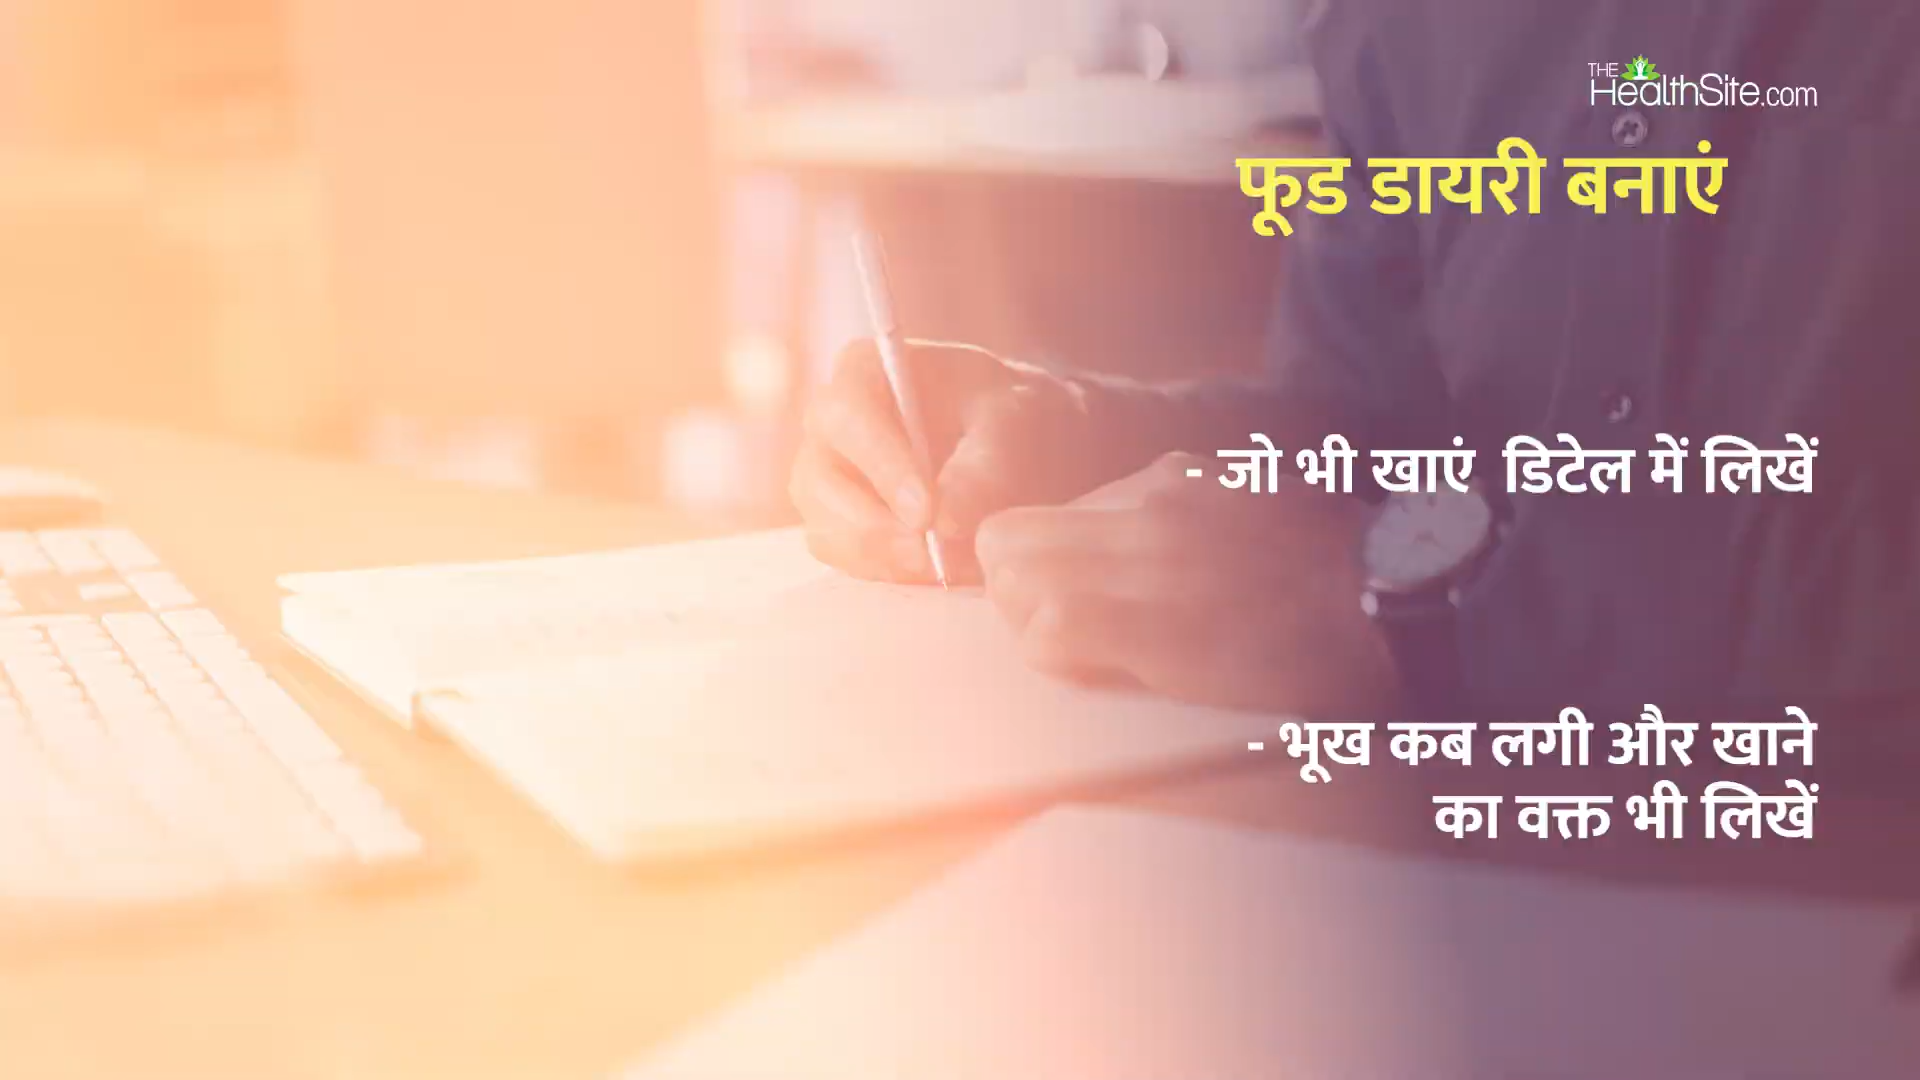 THE
HealthSite.com
फूड डायरी बनाएं
- जो भी खाएं डिटेल में लिखें
- भूख कब लगी और खाने
का वक्त भी लिखें